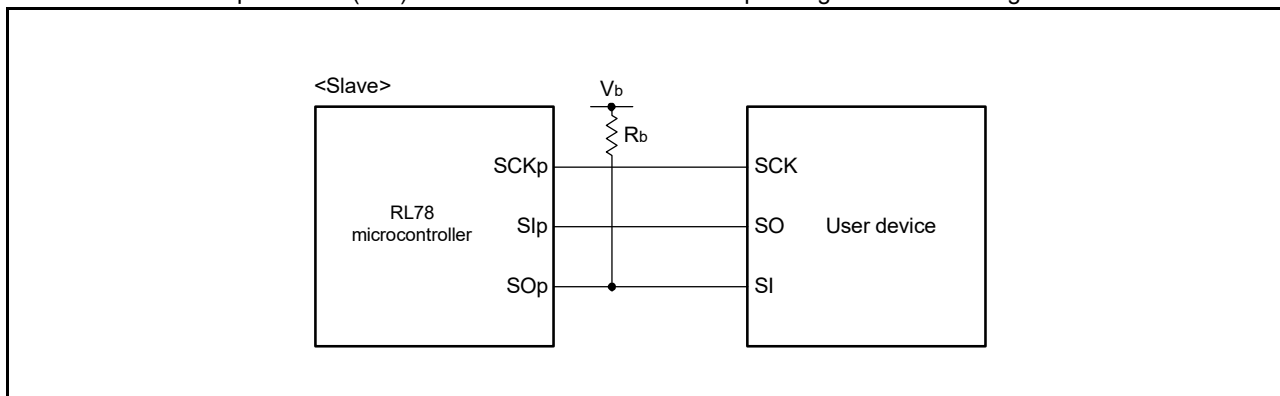 <Slave>
Vb
Rb
SCKp
SCK
RL78
microcontroller
SIp
SO
User device
SOp
SI